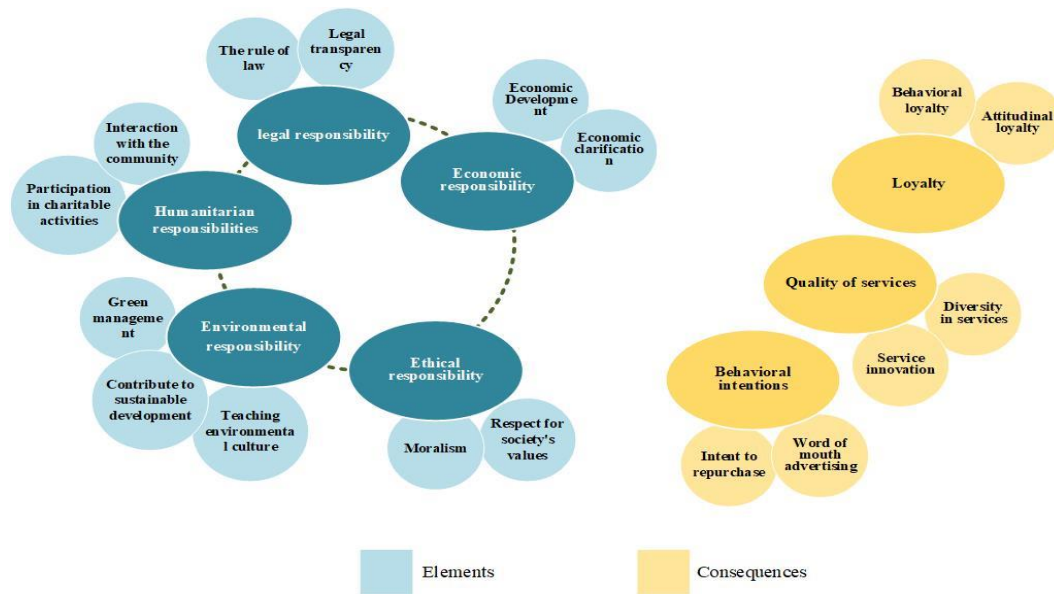 The rule of
law
Legal
transparen
cy
legal responsibility
Economic
Developme
nt
Economic
clarificatio
n
Economic
responsibility
Interaction
with the
community
Participation
in charitable
activities
Humanitarian
responsibilities
Green
manageme
nt
Environmental
responsibility
Contribute to
sustainable
development
Teaching
environmenta
l culture
Ethical
responsibility
Moralism
Respect for
society's
values
Behavioral
loyalty
Attitudinal
loyalty
Loyalty
Quality of services
Diversity
in services
Service
innovation
Behavioral
intentions
Intent to
repurchase
Word of
mouth
advertising
Elements
Consequences